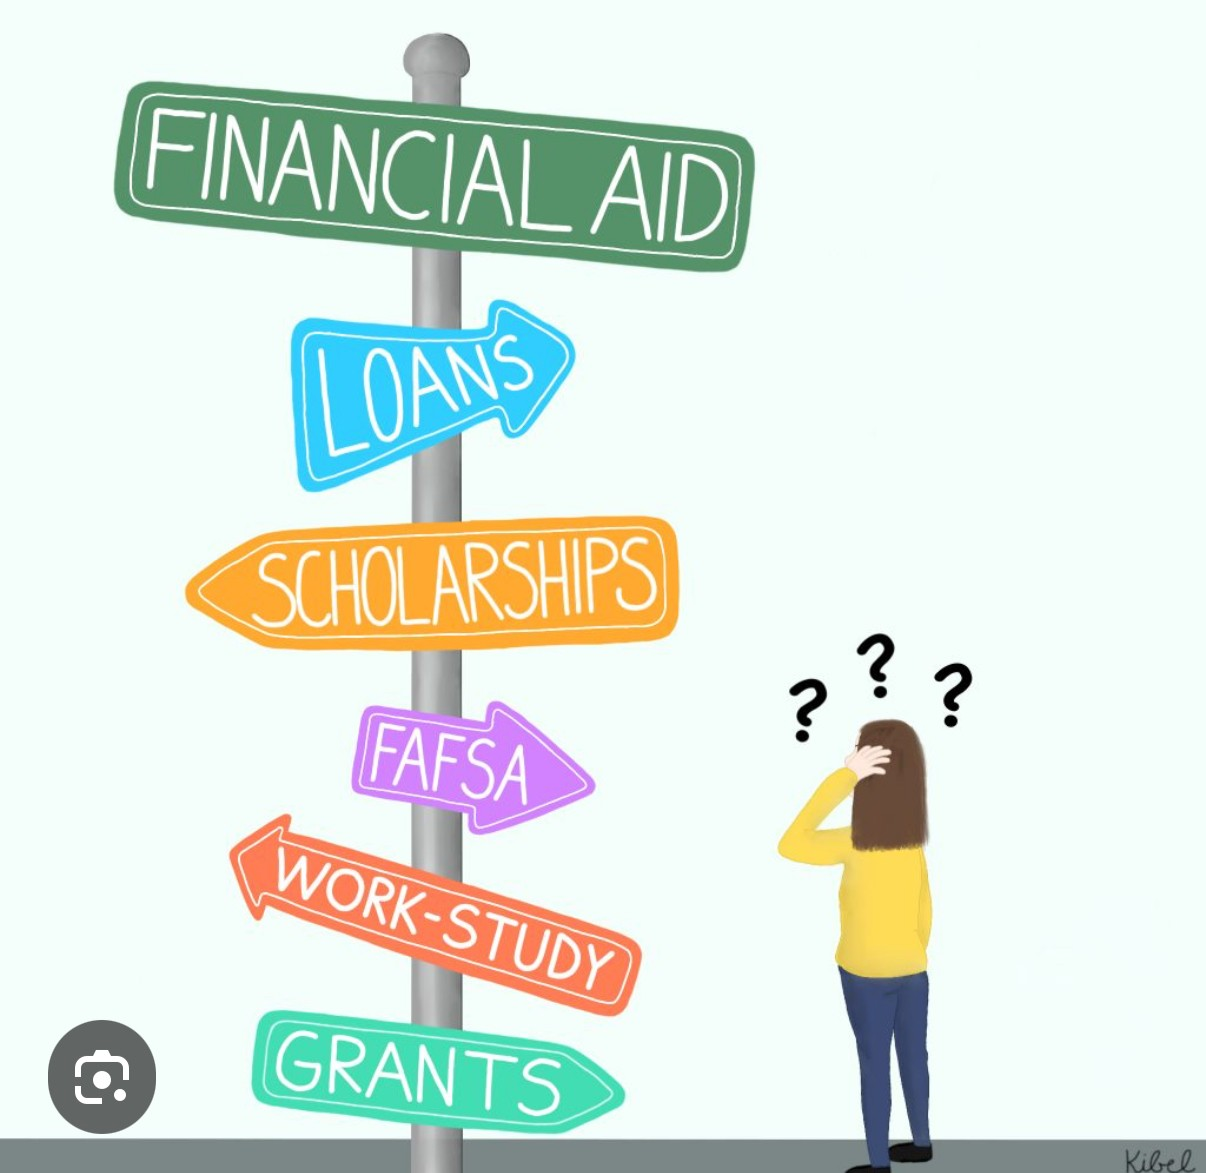 FINANCIAL AID
LOANS
SCHOLARSHIPS
FAFSA
WORK-STUDY
GRANTS
? ? ?
Kibel